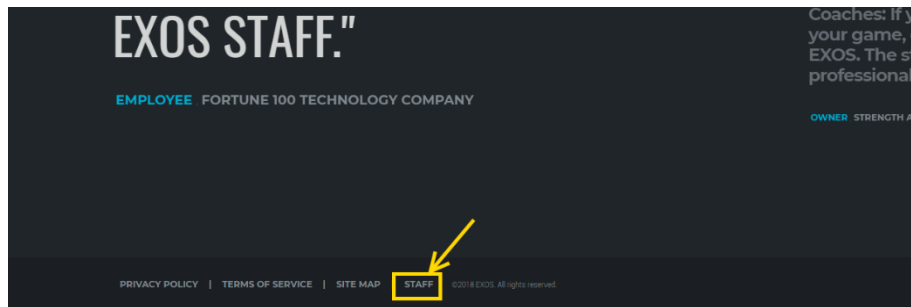 EXOS STAFF."
EMPLOYEE FORTUNE 100 TECHNOLOGY COMPANY
Coaches: If
your game,
EXOS. The
professional
OWNER STRENGTH
PRIVACY POLICY | TERMS OF SERVICE | SITE MAP STAFF ©2018 EXOS. All rights reserved.